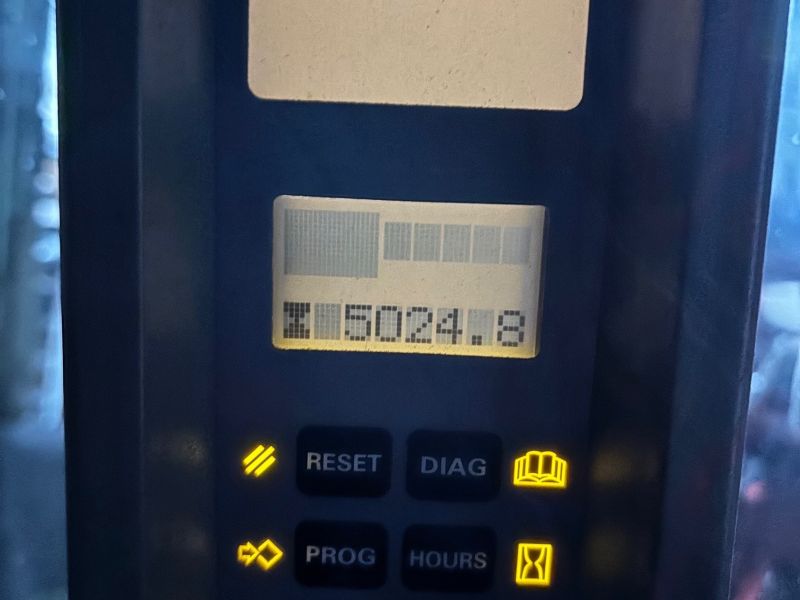 5024.8
RESET DIAG
PROG HOURS